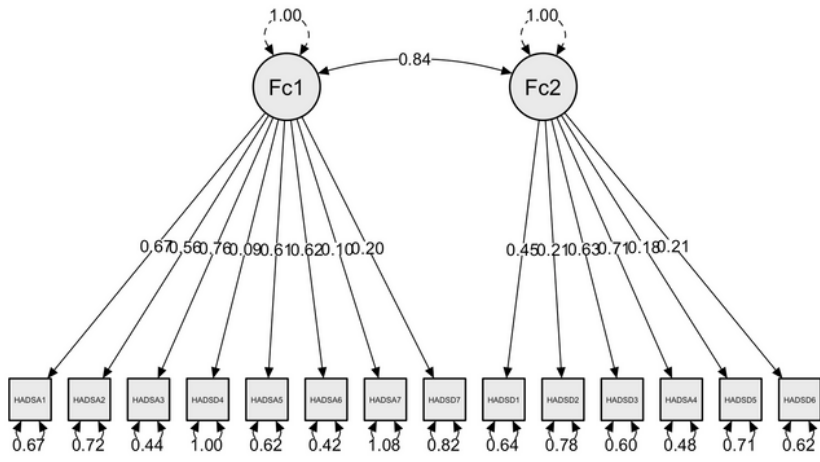 1.00 1.00
0.84
Fc1 Fc2
0.67 0.56 0.76 0.09 0.61 0.62 0.10 0.20 0.45 0.21 0.63 0.71 0.18 0.21
HADSA1 HADSA2 HADSA3 HADSD4 HADSA5 HADSA6 HADSA7 HADSD7 HADSD1 HADSD2 HADSD3 HADSA4 HADSD5 HADSD6
0.67 0.72 0.44 1.00 0.62 0.42 1.08 0.82 0.64 0.78 0.60 0.48 0.71 0.62